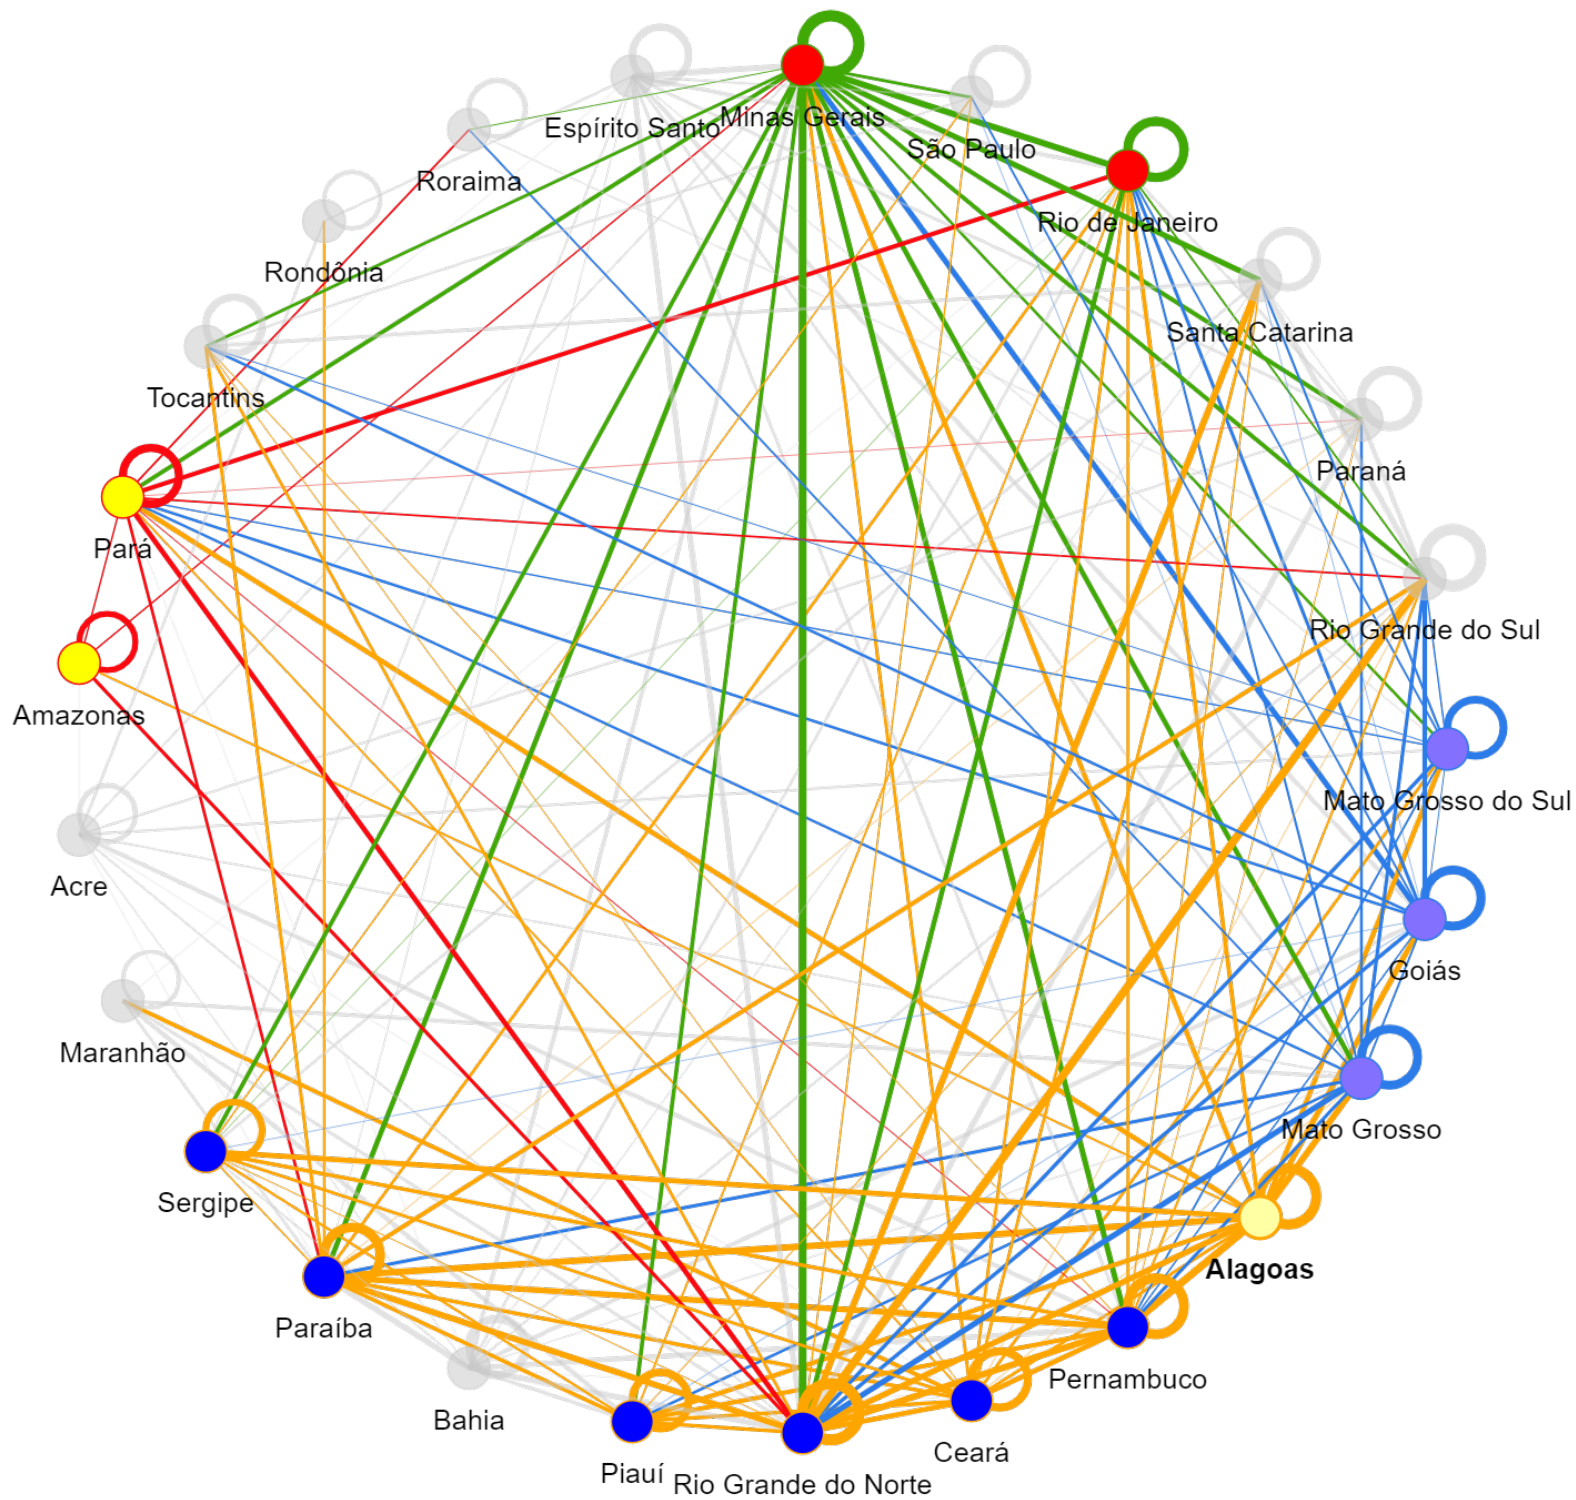 Espírito Santo
Minas Gerais
São Paulo
Roraima
Rio de Janeiro
Rondônia
Santa Catarina
Tocantins
Paraná
Pará
Rio Grande do Sul
Amazonas
Mato Grosso do Sul
Acre
Goiás
Maranhão
Mato Grosso
Sergipe
Alagoas
Paraíba
Pernambuco
Bahia
Ceará
Piauí
Rio Grande do Norte